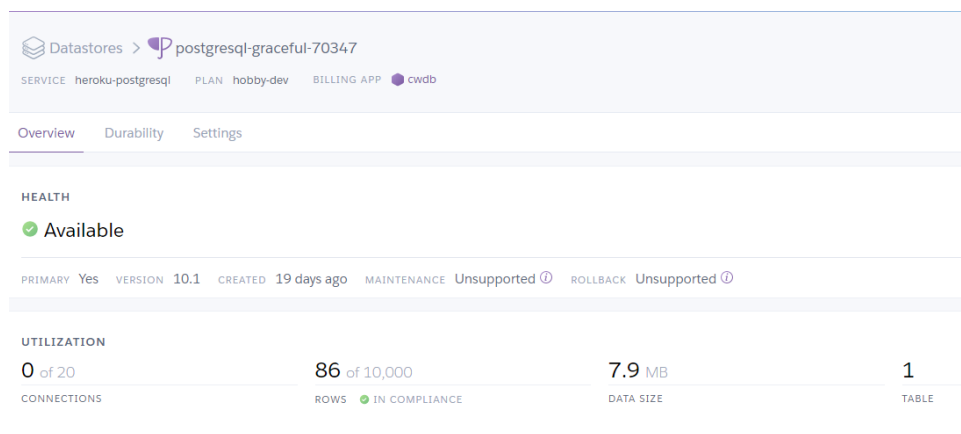 Datastores > postgresql-graceful-70347
SERVICE heroku-postgresql PLAN hobby-dev BILLING APP cwdb
Overview Durability Settings
HEALTH
Available
PRIMARY Yes VERSION 10.1 CREATED 19 days ago MAINTENANCE Unsupported i ROLLBACK Unsupported i
UTILIZATION
0 of 20 86 of 10,000 7.9 MB 1
CONNECTIONS ROWS IN COMPLIANCE DATA SIZE TABLE